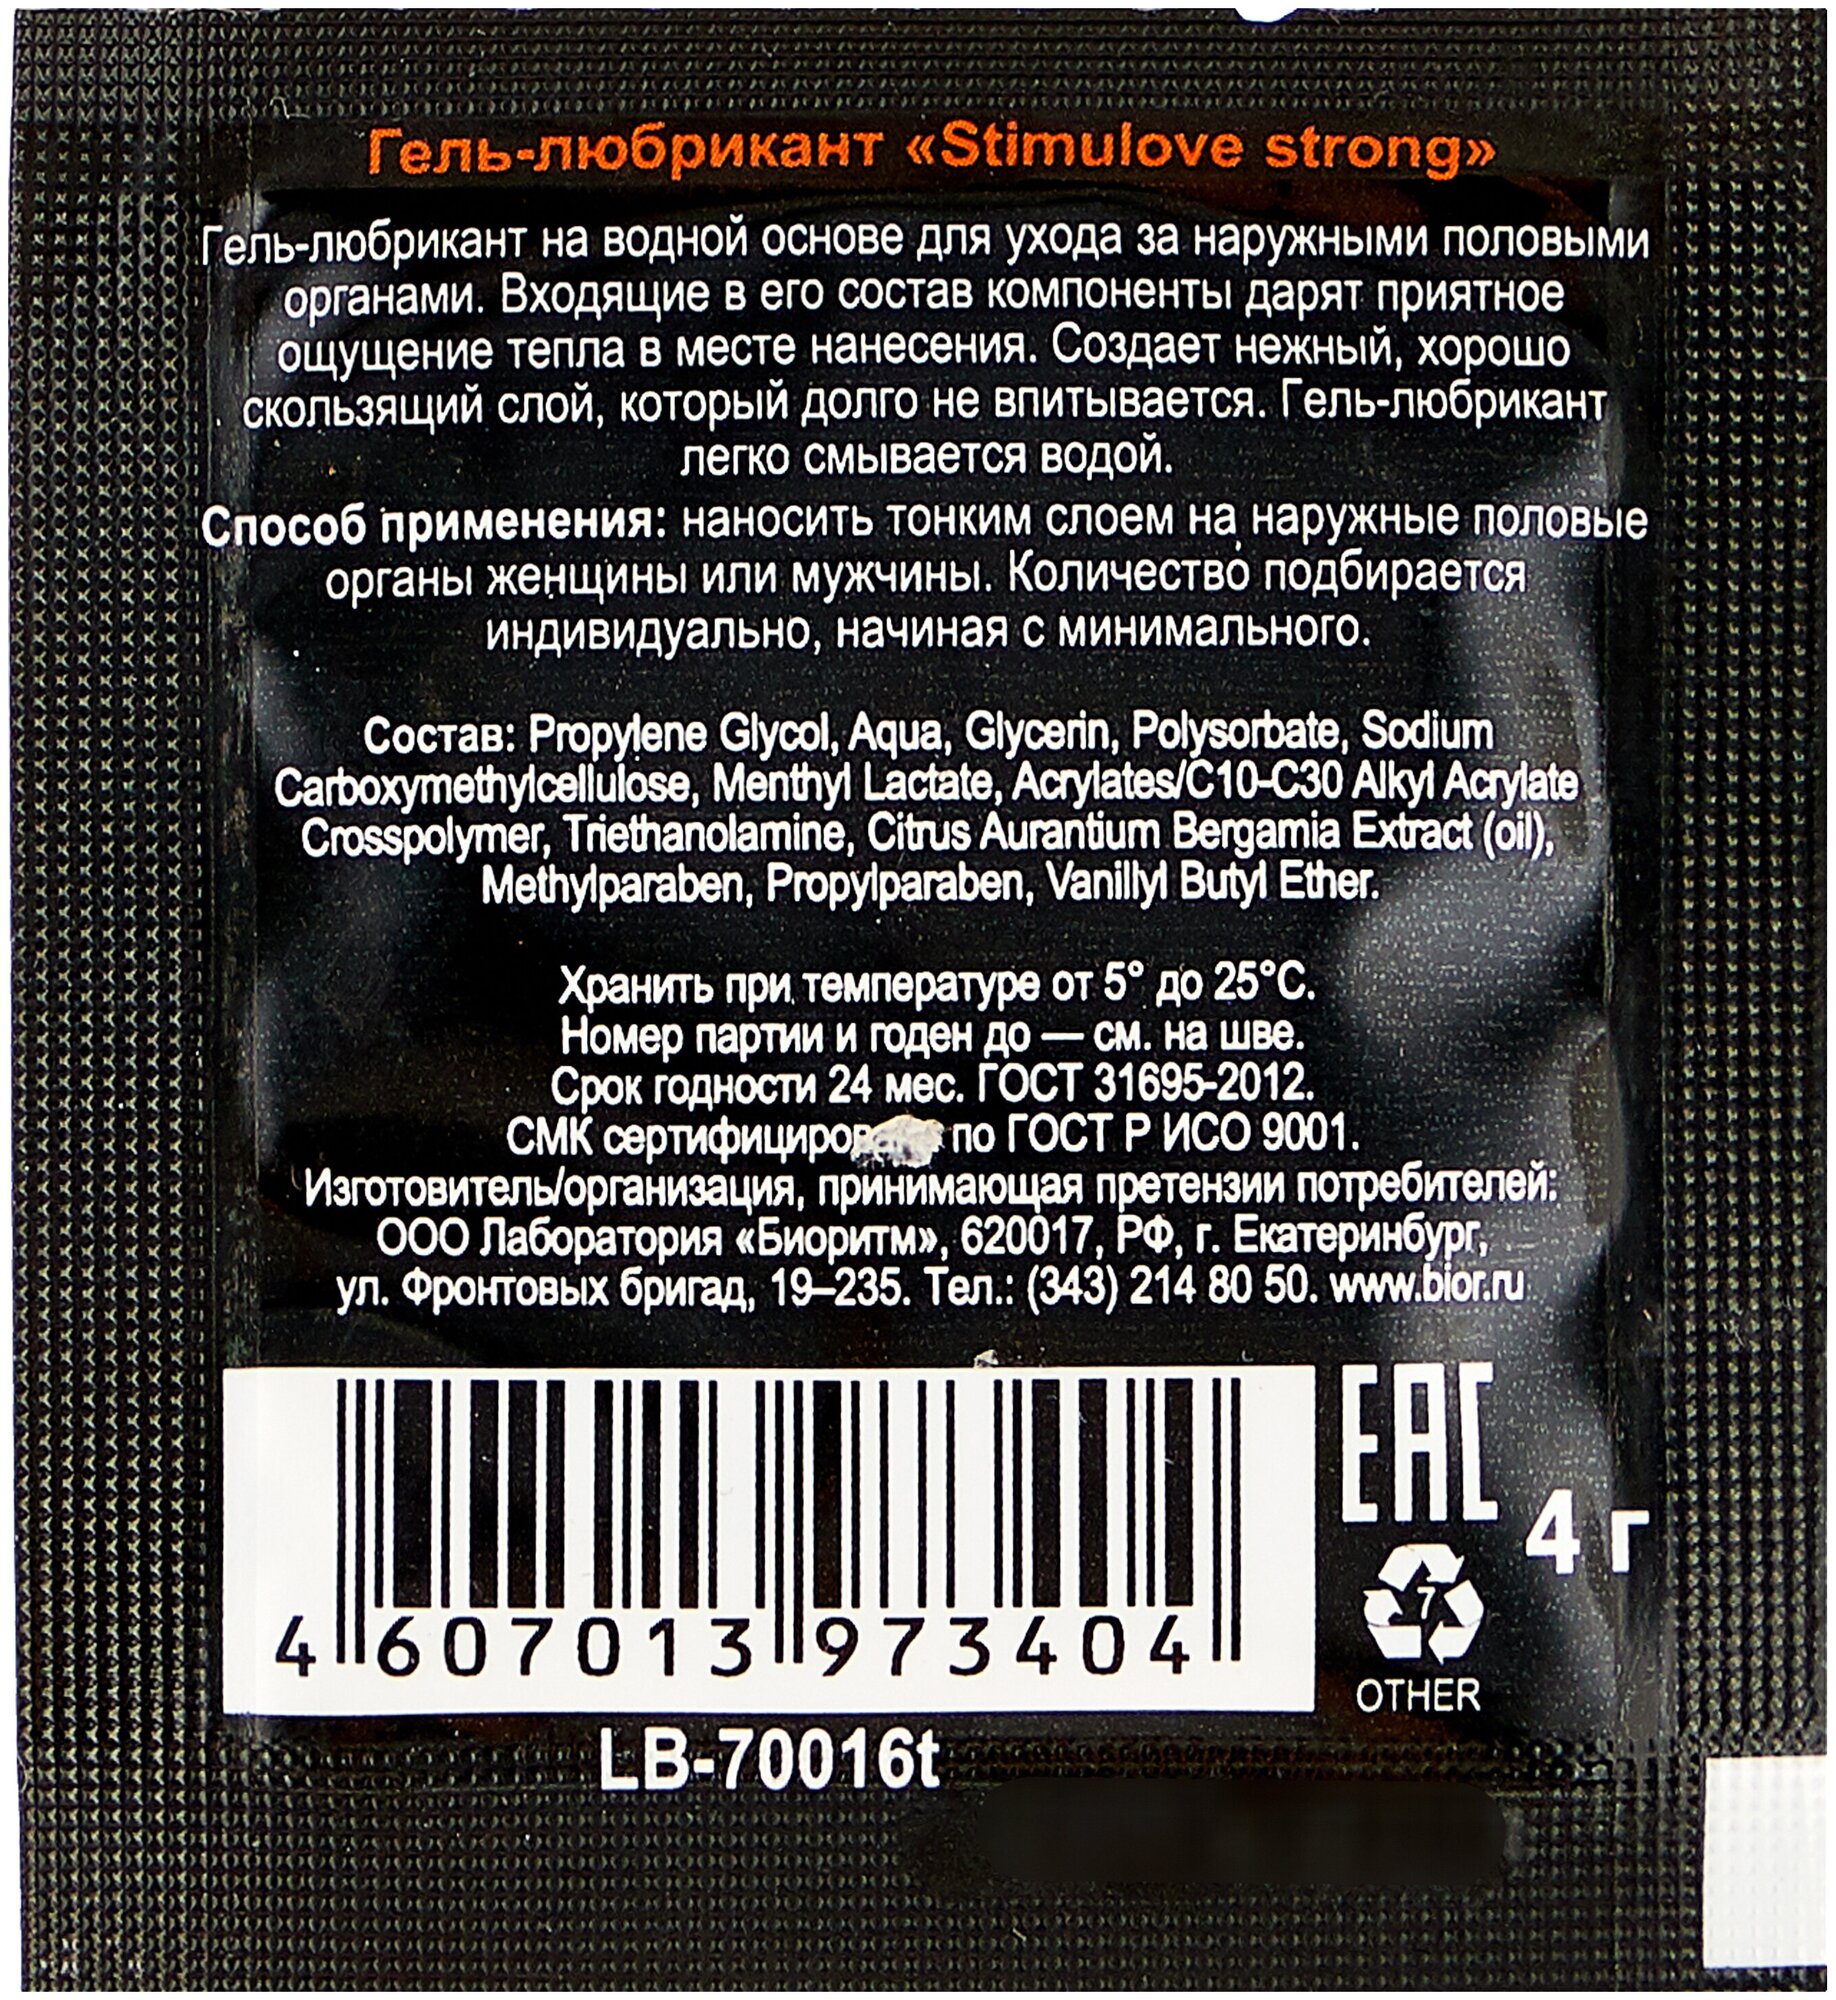 Гель-любрикант «Stimulove strong»
Гель-любрикант на водной основе для ухода за наружными половыми
органами. Входящие в его состав компоненты дарят приятное
ощущение тепла в месте нанесения. Создает нежный, хорошо
скользящий слой, который долго не впитывается. Гель-любрикант
легко смывается водой.
Способ применения: наносить тонким слоем на наружные половые
органы женщины или мужчины. Количество подбирается
индивидуально, начиная с минимального.
Состав: Propylene Glycol, Aqua, Glycerin, Polysorbate, Sodium
Carboxymethylcellulose, Menthyl Lactate, Acrylates/C10-C30 Alkyl Acrylate
Crosspolymer, Triethanolamine, Citrus Aurantium Bergamia Extract (oil),
Methylparaben, Propylparaben, Vanillyl Butyl Ether.
Хранить при температуре от 5° до 25°С.
Номер партии и годен до — см. на шве.
Срок годности 24 мес. ГОСТ 31695-2012.
СМК по ГОСТ Р ИСО 9001.
Изготовитель/организация, принимающая претензии потребителей:
ООО Лаборатория «Биоритм», 620017, РФ, г. Екатеринбург,
ул. Фронтовых бригад, 19–235. Тел.: (343) 214 80 50. www.bior.ru
EAC
4 г
7
OTHER
4 607013 973404
LB-70016t